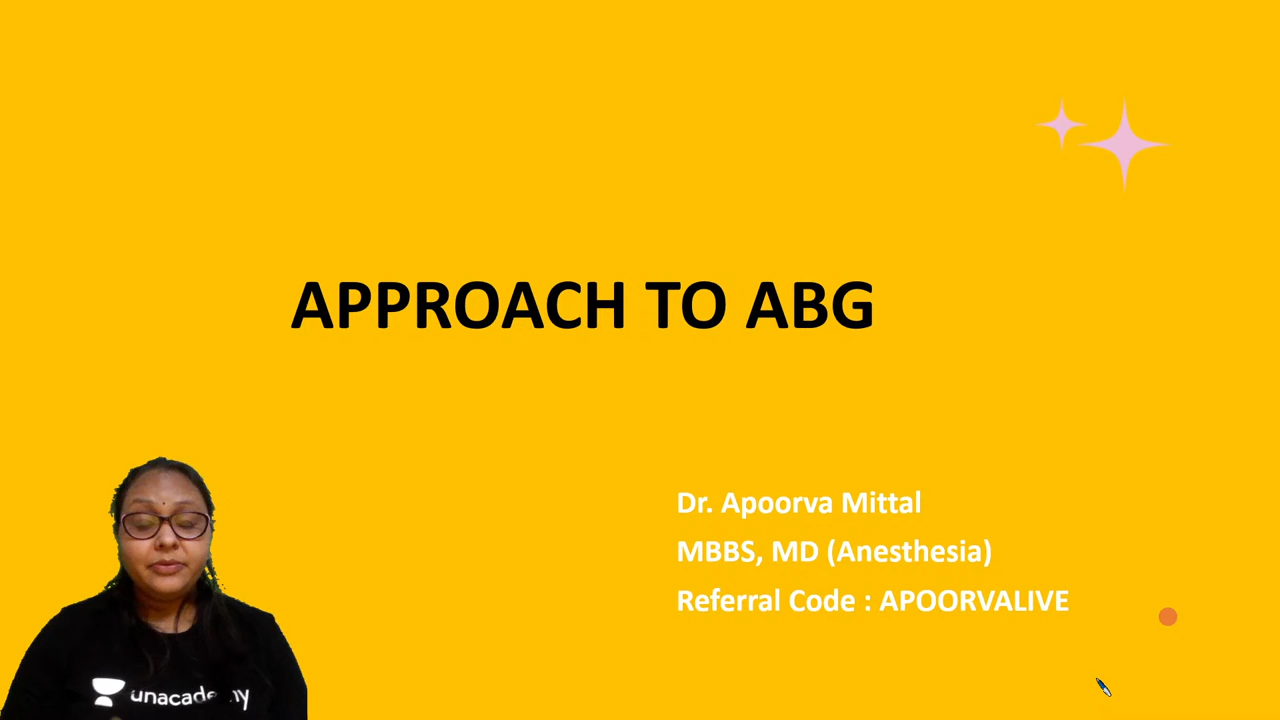 APPROACH TO ABG
Dr. Apoorva Mittal
MBBS, MD (Anesthesia)
Referral Code : APOORVALIVE